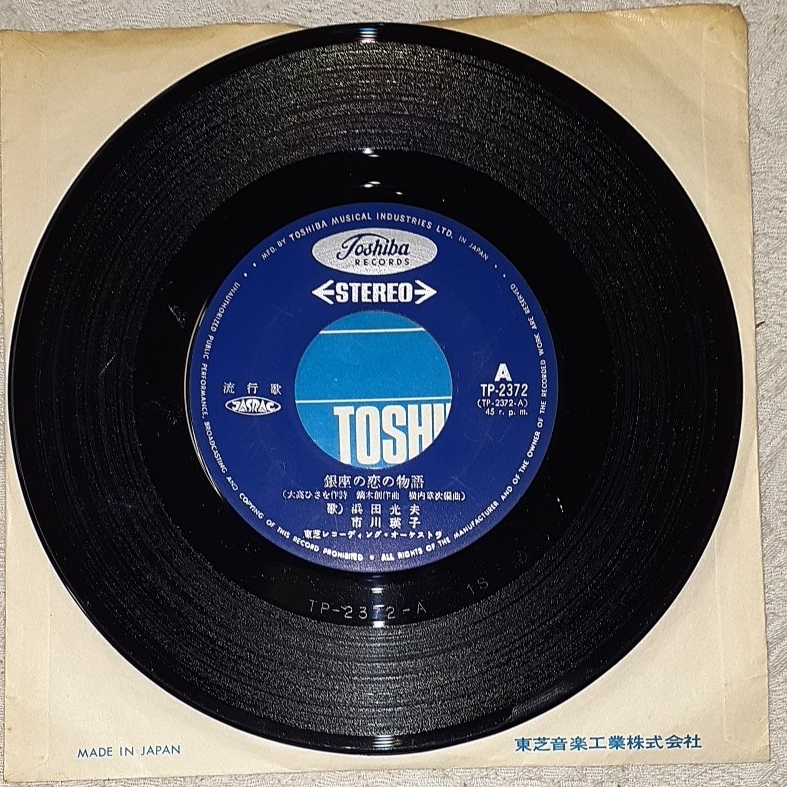 MFD. BY TOSHIBA MUSICAL INDUSTRIES LTD. IN JAPAN
Toshiba
RECORDS
STEREO
流行歌
JASRAC
A
TP-2372
(TP-2372-A)
45 r. p. m.
TOSHI
銀座の恋の物語
(大高ひさを作詩 鏑木創作曲 横内章次編曲)
歌) 浜田光夫
市川瑛子
東芝レコーディング・オーケストラ
UNAUTHORIZED PUBLIC PERFORMANCE, BROADCASTING AND COPYING OF THIS RECORD PROHIBITED • ALL RIGHTS OF THE MANUFACTURER AND OF THE OWNER OF THE RECORDED WORK ARE RESERVED
TP-2372-A 1S
MADE IN JAPAN
東芝音楽工業株式会社